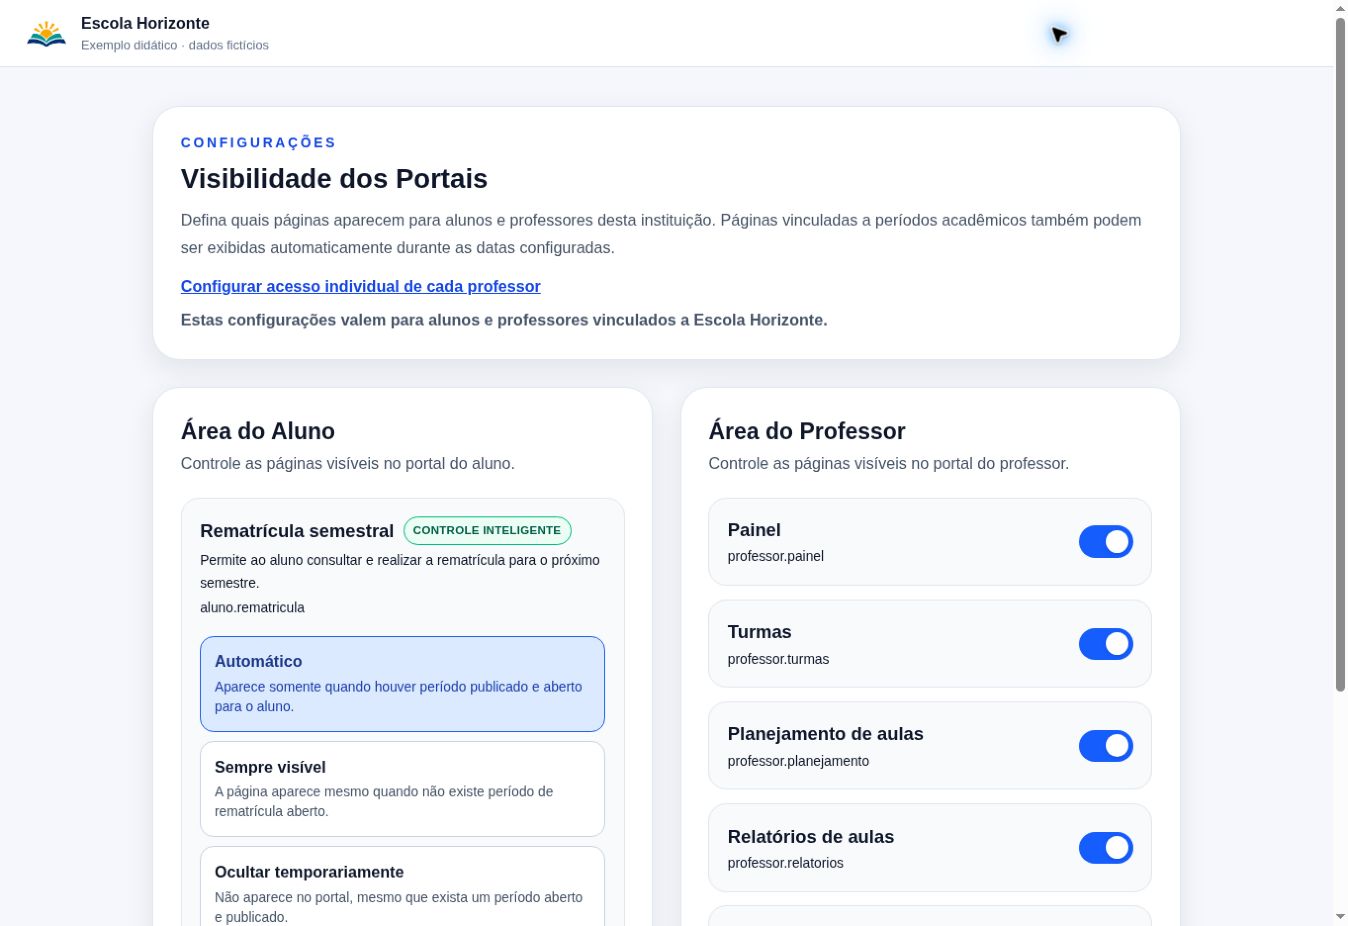 Escola Horizonte
Exemplo didático · dados fictícios
CONFIGURAÇÕES
Visibilidade dos Portais
Defina quais páginas aparecem para alunos e professores desta instituição. Páginas vinculadas a períodos acadêmicos também podem
ser exibidas automaticamente durante as datas configuradas.
Configurar acesso individual de cada professor
Estas configurações valem para alunos e professores vinculados a Escola Horizonte.
Área do Aluno
Controle as páginas visíveis no portal do aluno.
Rematrícula semestral CONTROLE INTELIGENTE
Permite ao aluno consultar e realizar a rematrícula para o próximo
semestre.
aluno.rematricula
Automático
Aparece somente quando houver período publicado e aberto
para o aluno.
Sempre visível
A página aparece mesmo quando não existe período de
rematrícula aberto.
Ocultar temporariamente
Não aparece no portal, mesmo que exista um período aberto
e publicado.
Área do Professor
Controle as páginas visíveis no portal do professor.
Painel
professor.painel
Turmas
professor.turmas
Planejamento de aulas
professor.planejamento
Relatórios de aulas
professor.relatorios